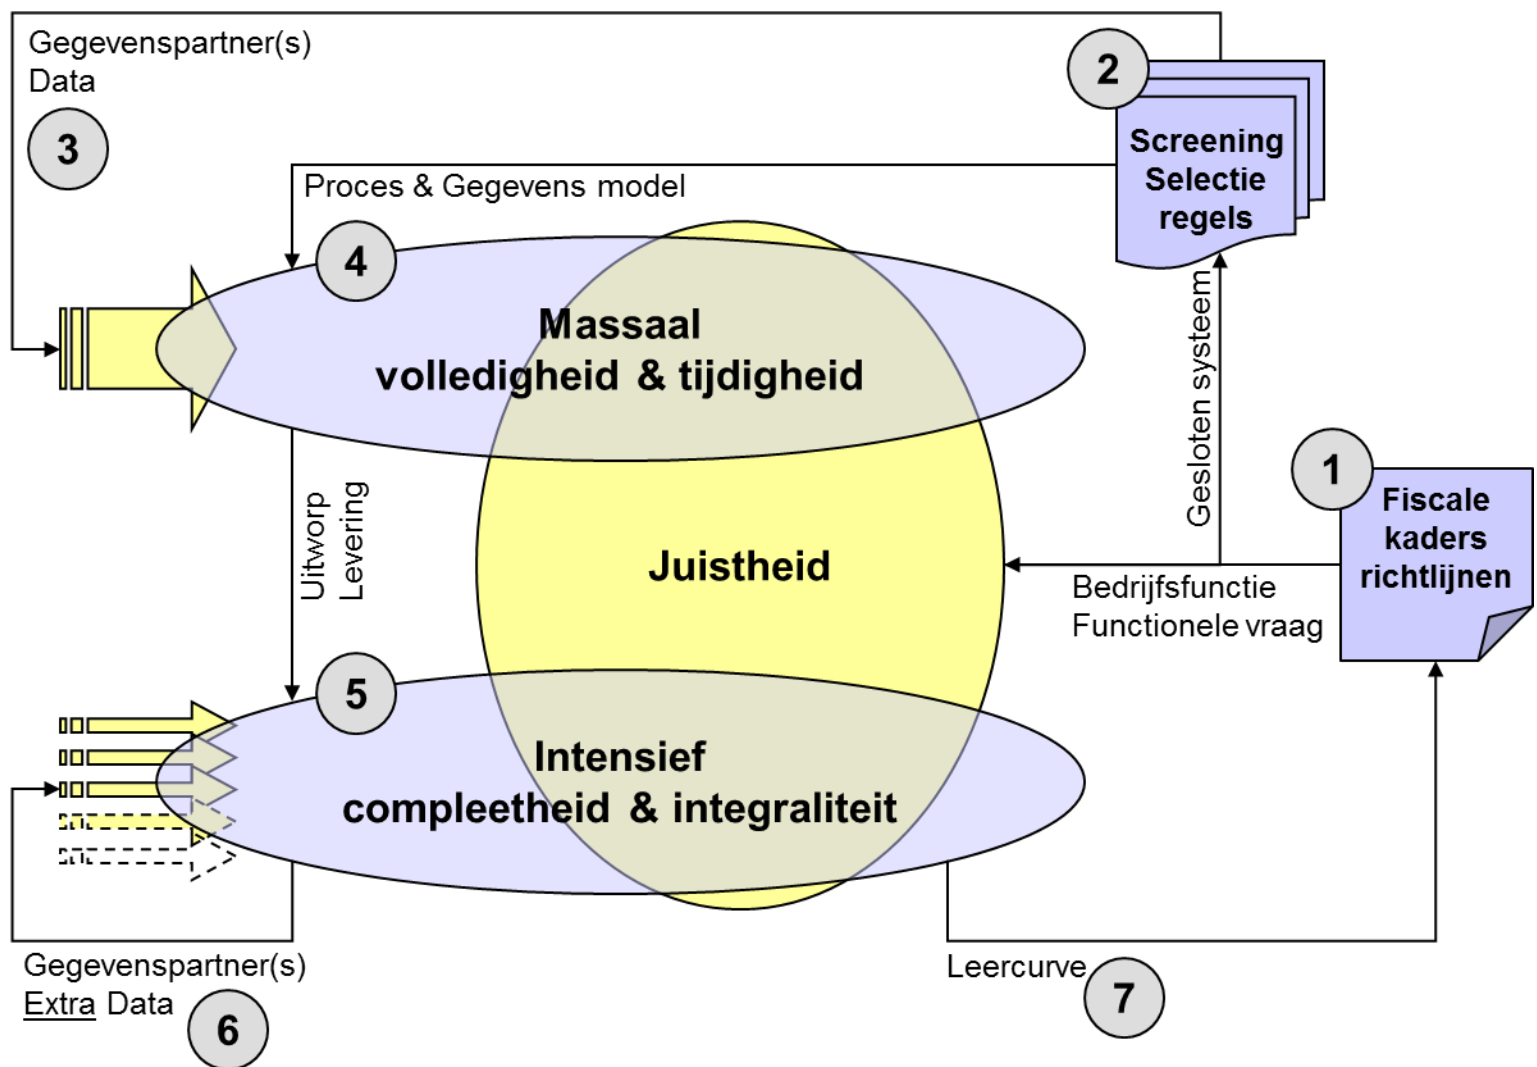 Gegevenspartner(s)
Data
3
2
Screening
Selectie
regels
Proces & Gegevens model
4
Massaal
volledigheid & tijdigheid
Gesloten systeem
1
Fiscale
kaders
richtlijnen
Uitworp
Levering
Juistheid
Bedrijfsfunctie
Functionele vraag
5
Intensief
compleetheid & integraliteit
Gegevenspartner(s)
Extra Data
6
Leercurve
7